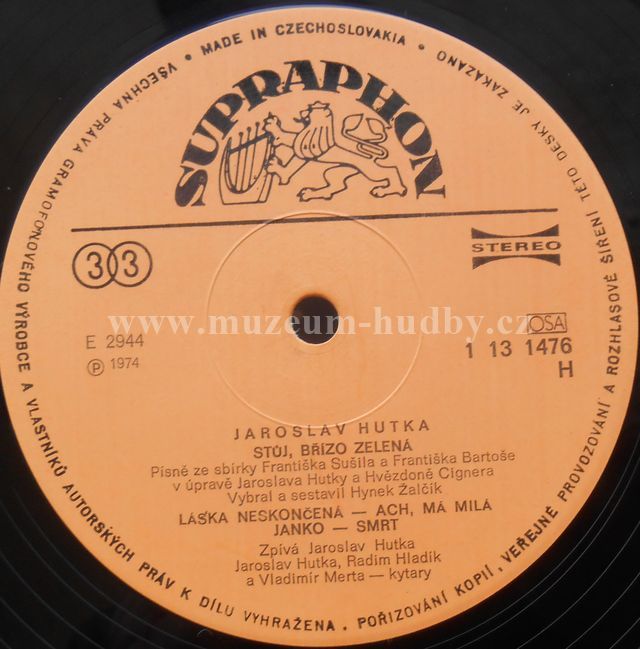 MADE IN CZECHOSLOVAKIA •
VŠECHNA PRÁVA GRAMOFONOVÉHO VÝROBCE A VLASTNÍKŮ AUTORSKÝCH PRÁV K DÍLU VYHRAŽENA. POŘIZOVÁNÍ KOPIÍ, VEŘEJNÉ PROVOZOVÁNÍ A ROZHLASOVÉ ŠÍŘENÍ TÉTO DESKY JE ZAKÁZÁNO •
SUPRAPHON
33
STEREO
www.muzeum-hudby.cz
OSA
E 2944
1 13 1476
Ⓟ 1974
H
JAROSLAV HUTKA
STŮJ, BŘÍZO ZELENÁ
Písně ze sbírky Františka Sušila a Františka Bartoše
v úpravě Jaroslava Hutky a Hvězdoně Cignera
Vybral a sestavil Hynek Žalčík
LÁSKA NESKONČENÁ — ACH, MÁ MILÁ
JANKO — SMRT
Zpívá Jaroslav Hutka
Jaroslav Hutka, Radim Hladík
a Vladimír Merta — kytary